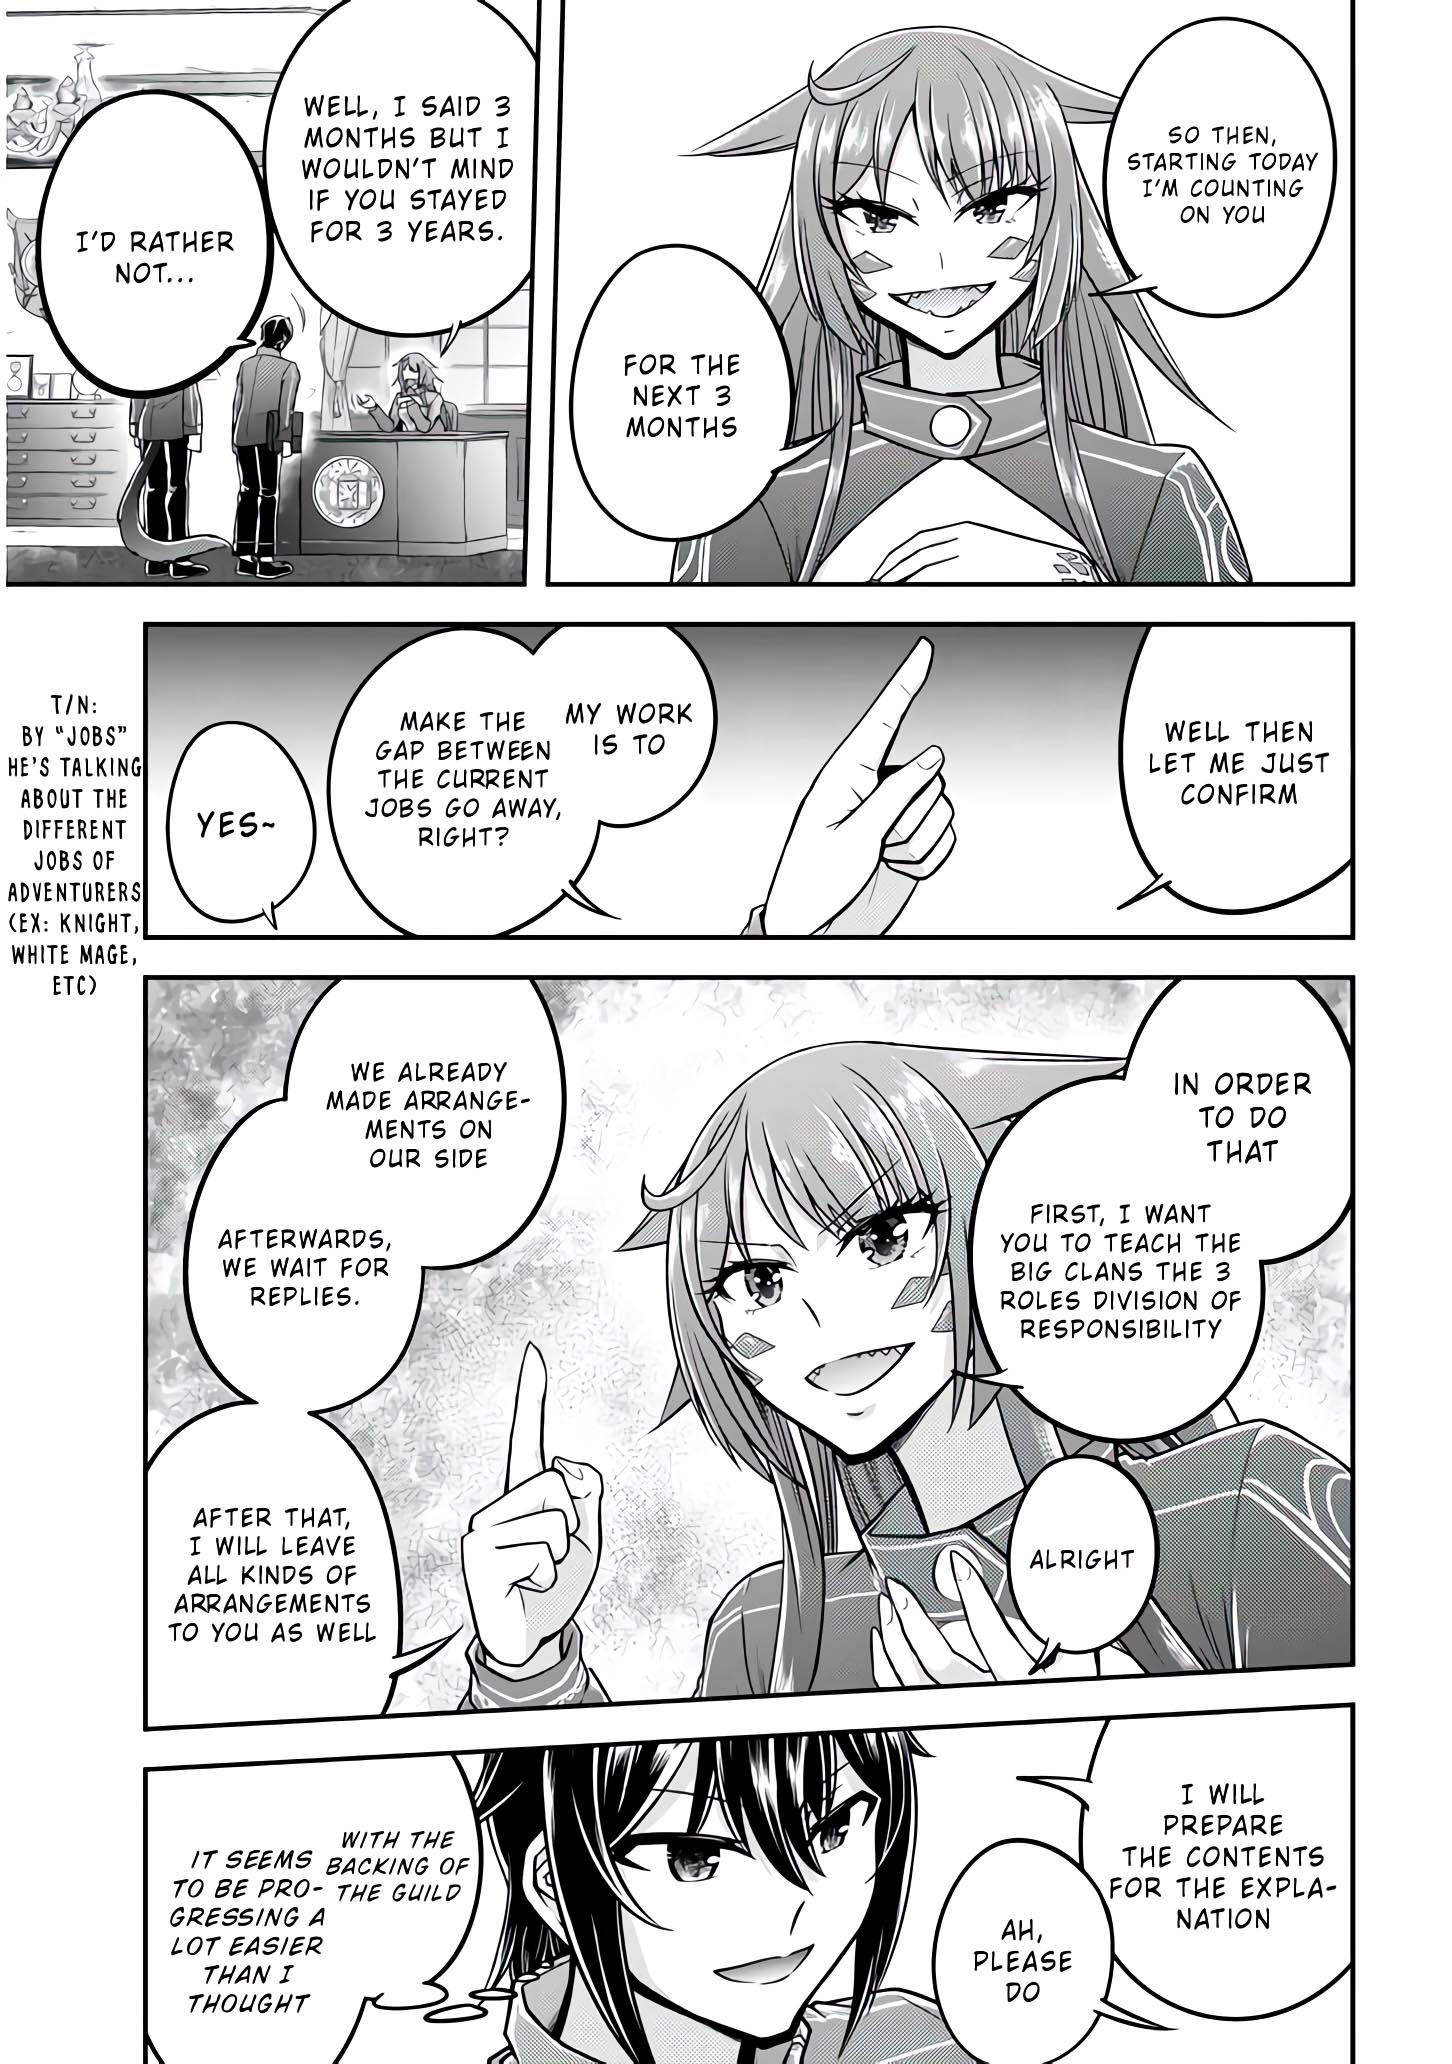 SO THEN,
STARTING TODAY
I'M COUNTING
ON YOU
FOR THE
NEXT 3
MONTHS
WELL, I SAID 3
MONTHS BUT I
WOULDN'T MIND
IF YOU STAYED
FOR 3 YEARS.
I'D RATHER
NOT...
WELL THEN
LET ME JUST
CONFIRM
MY WORK
IS TO
MAKE THE
GAP BETWEEN
THE CURRENT
JOBS GO AWAY,
RIGHT?
YES~
T/N:
BY "JOBS"
HE'S TALKING
ABOUT THE
DIFFERENT
JOBS OF
ADVENTURERS
(EX: KNIGHT,
WHITE MAGE,
ETC)
IN ORDER
TO DO
THAT
FIRST, I WANT
YOU TO TEACH THE
BIG CLANS THE 3
ROLES DIVISION OF
RESPONSIBILITY
ALRIGHT
WE ALREADY
MADE ARRANGE-
MENTS ON
OUR SIDE
AFTERWARDS,
WE WAIT FOR
REPLIES.
AFTER THAT,
I WILL LEAVE
ALL KINDS OF
ARRANGEMENTS
TO YOU AS WELL
I WILL
PREPARE
THE CONTENTS
FOR THE EXPLA-
NATION
AH,
PLEASE
DO
WITH THE
BACKING OF
THE GUILD
IT SEEMS
TO BE PRO-
GRESSING A
LOT EASIER
THAN I
THOUGHT